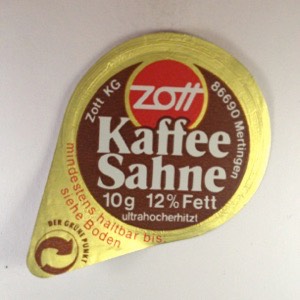 Zott KG
zott
86690 Mertingen
Kaffee
Sahne
10g 12% Fett
ultrahocherhitzt
mindestens haltbar bis:
siehe Boden
DER GRÜNE PUNKT